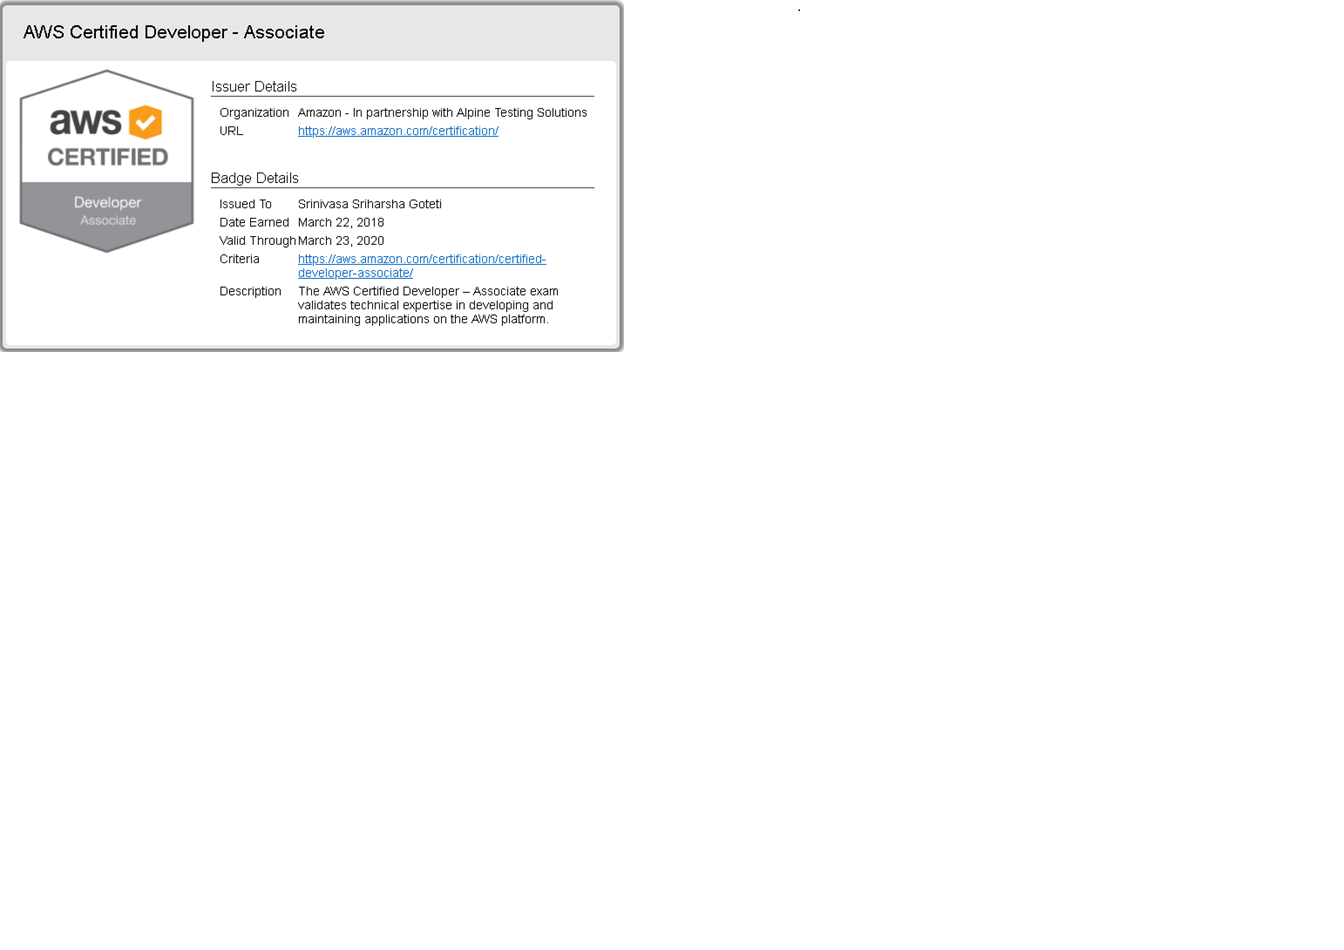 AWS Certified Developer - Associate
aws
CERTIFIED
Developer
Associate
Issuer Details
Organization Amazon - In partnership with Alpine Testing Solutions
URL https://aws.amazon.com/certification/
Badge Details
Issued To Srinivasa Sriharsha Goteti
Date Earned March 22, 2018
Valid Through March 23, 2020
Criteria https://aws.amazon.com/certification/certified-
developer-associate/
Description The AWS Certified Developer – Associate exam
validates technical expertise in developing and
maintaining applications on the AWS platform.
.